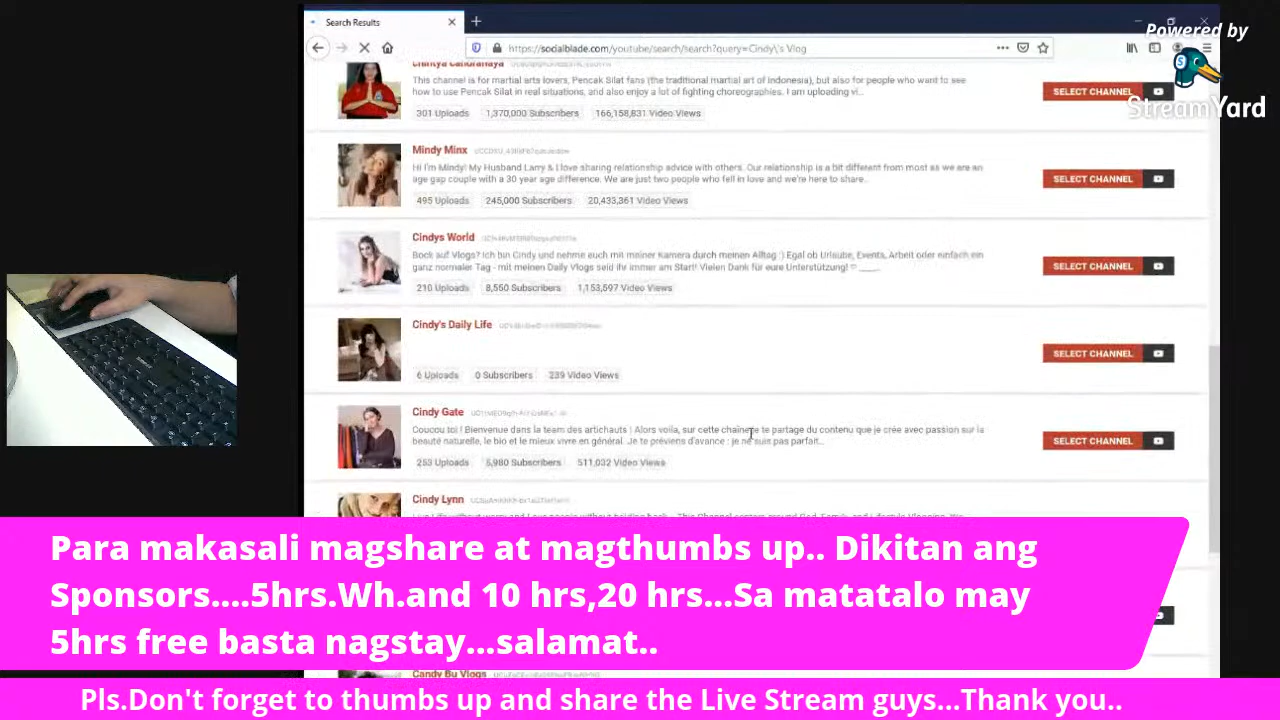 Search Results
Powered by
https://socialblade.com/youtube/search/search?query=Cindy\'s Vlog
StreamYard
This channel is for martial arts lovers, Pencak Silat fans (the traditional martial art of Indonesia), but also for people who want to see
how to use Pencak Silat in real situations, and also enjoy a lot of fighting choreographies. I am uploading vi...
SELECT CHANNEL
301 Uploads 1,370,000 Subscribers 166,158,831 Video Views
Mindy Minx
Hi I'm Mindy! My Husband Larry & I love sharing relationship advice with others. Our relationship is a bit different from most as we are an
age gap couple with a 30 year age difference. We are just two people who fell in love and we're here to share..
SELECT CHANNEL
495 Uploads 245,000 Subscribers 20,433,361 Video Views
Cindys World
Bock auf Vlogs? Ich bin Cindy und nehme euch mit meiner Kamera durch meinen Alltag :) Egal ob Urlaube, Events, Arbeit oder einfach ein
ganz normaler Tag - mit meinen Daily Vlogs seid ihr immer am Start! Vielen Dank für eure Unterstützung!
SELECT CHANNEL
210 Uploads 8,550 Subscribers 1,153,597 Video Views
Cindy's Daily Life
SELECT CHANNEL
6 Uploads 0 Subscribers 239 Video Views
Cindy Gate
Coucou toi ! Bienvenue dans la team des artichauts ! Alors voila, sur cette chaine je te partage du contenu que je crée avec passion sur la
beauté naturelle, le bio et le mieux vivre en général. Je te préviens d'avance : je ne suis pas parfait...
SELECT CHANNEL
253 Uploads 5,980 Subscribers 511,032 Video Views
Cindy Lynn
Para makasali magshare at magthumbs up.. Dikitan ang
Sponsors....5hrs.Wh.and 10 hrs,20 hrs...Sa matatalo may
5hrs free basta nagstay...salamat..
Candy Bu Vlogs
Pls.Don't forget to thumbs up and share the Live Stream guys...Thank you..